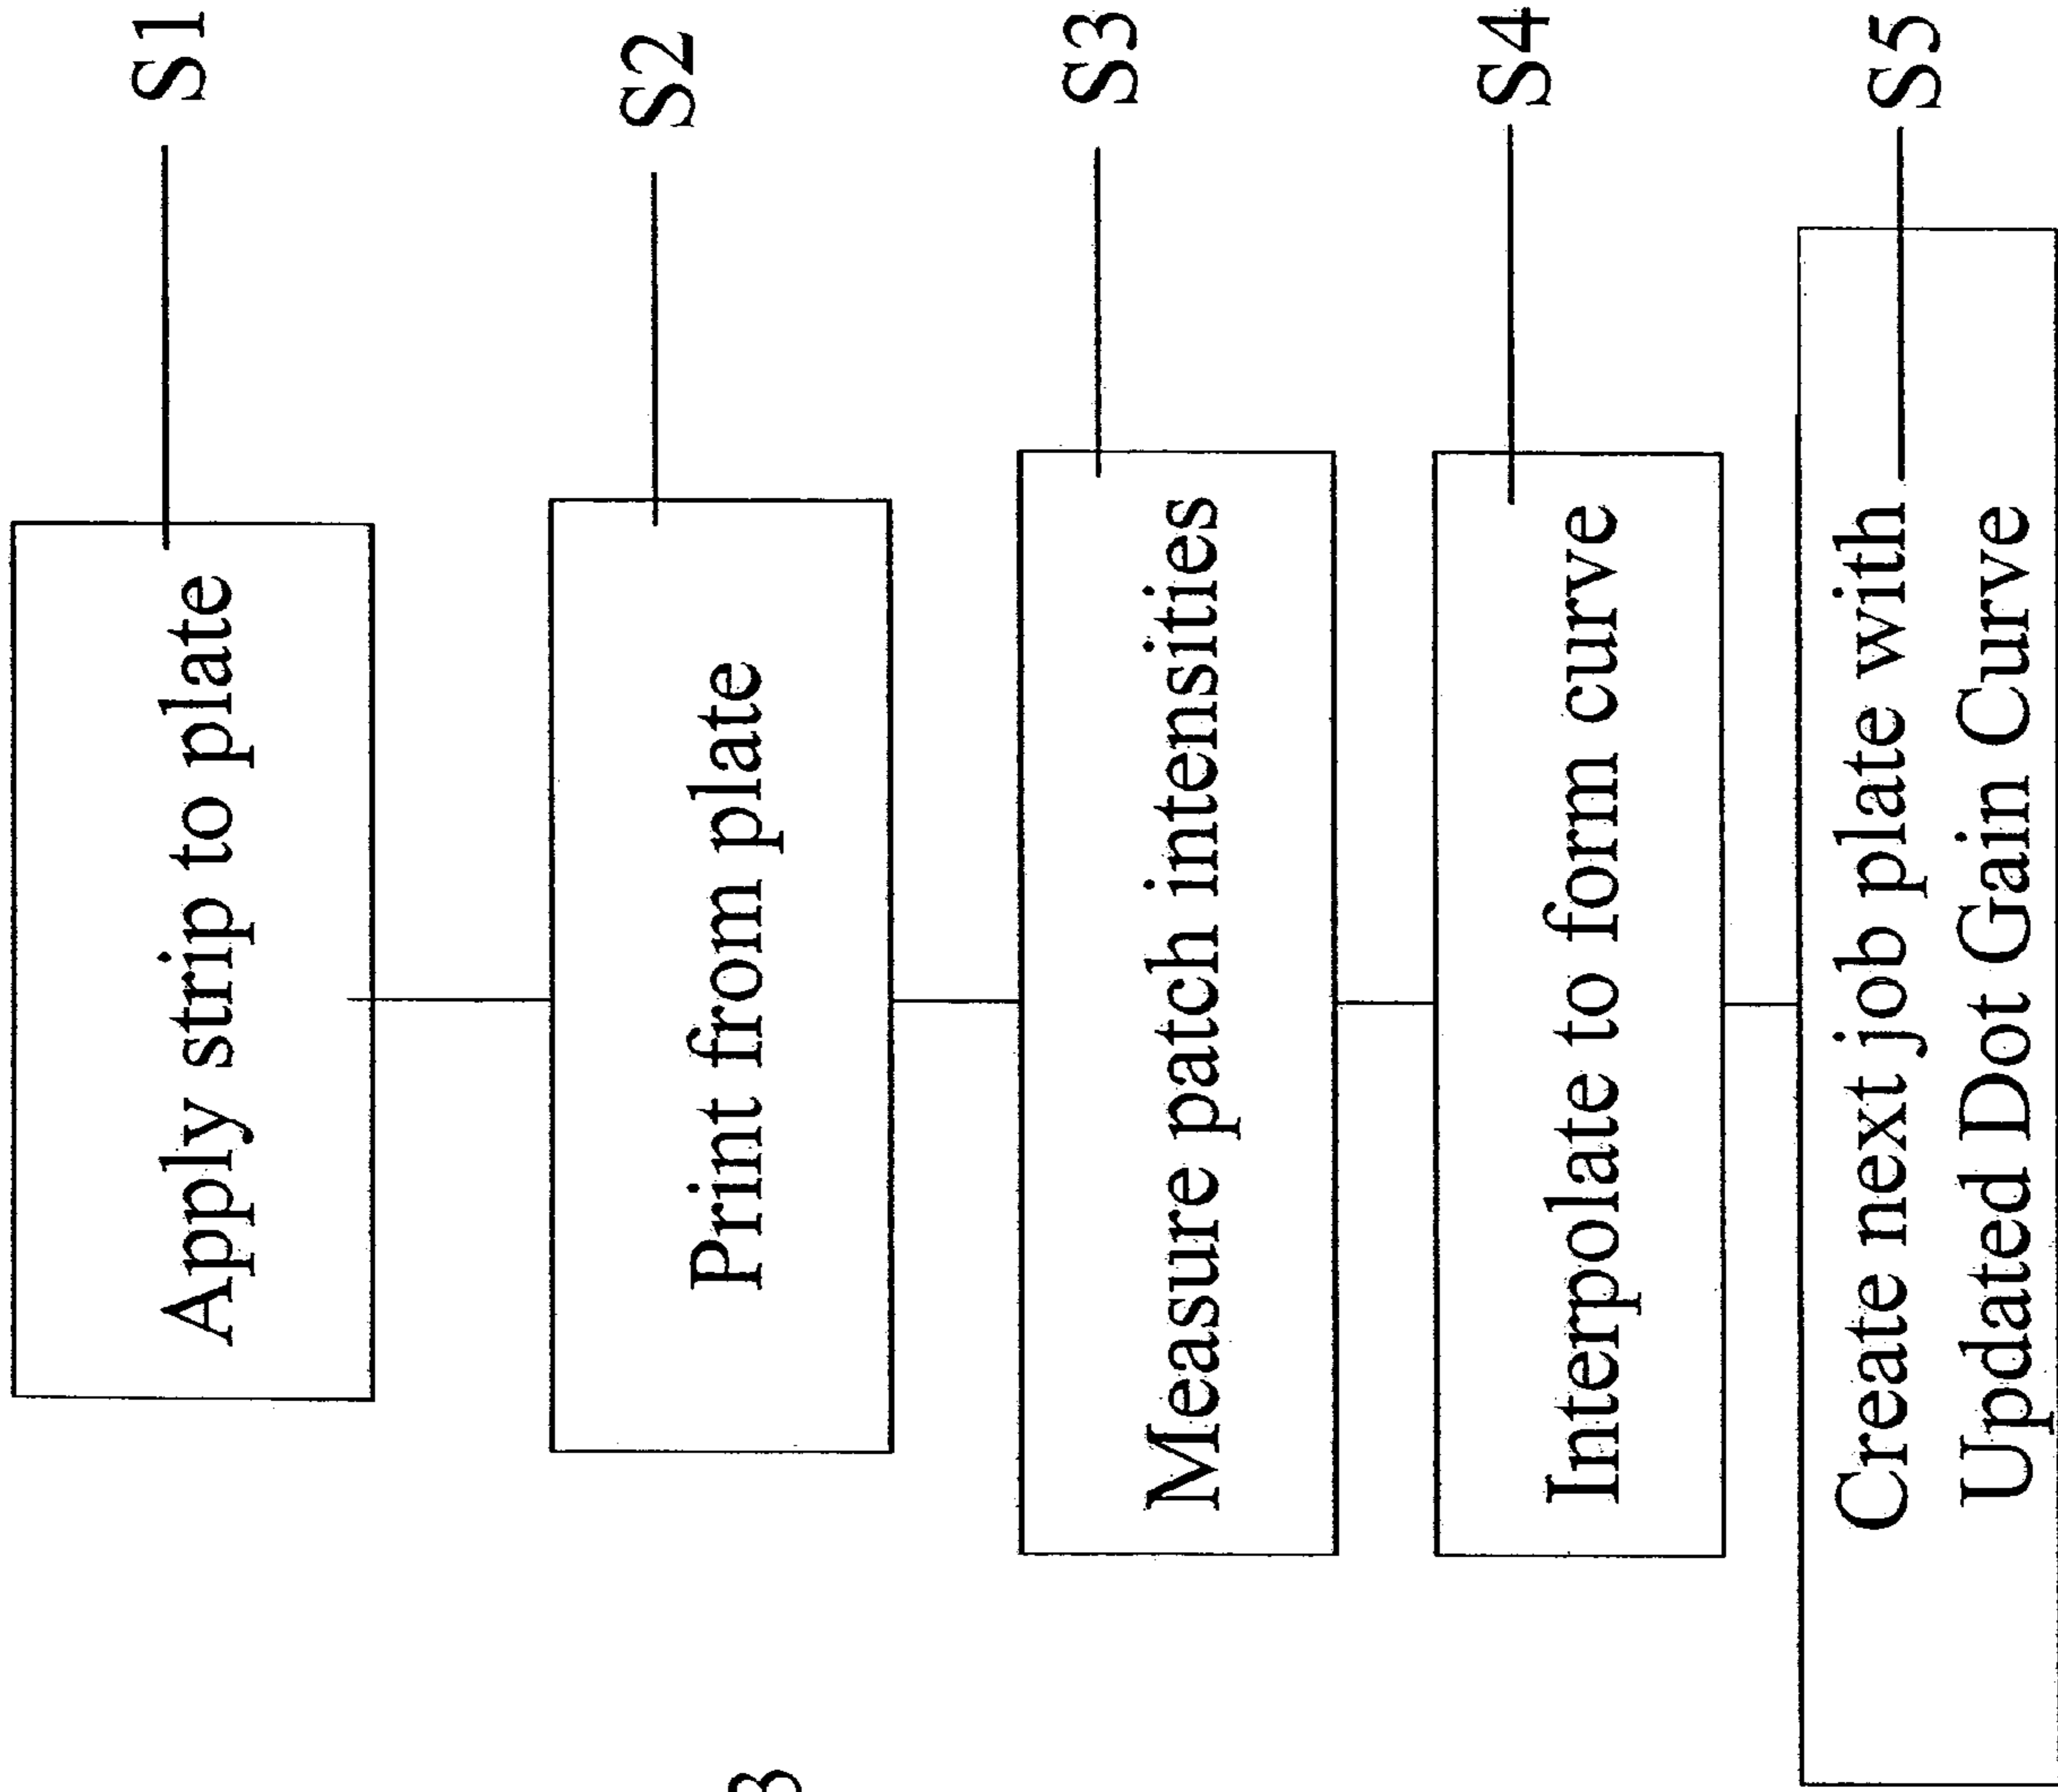 Apply strip to plate
S1
Print from plate
S2
Measure patch intensities
S3
Interpolate to form curve
S4
Create next job plate with
Updated Dot Gain Curve
S5